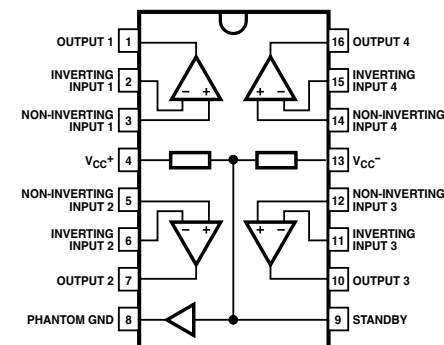 OUTPUT 1 1
16 OUTPUT 4
INVERTING
INPUT 1 2
15 INVERTING
INPUT 4
NON-INVERTING
INPUT 1 3
14 NON-INVERTING
INPUT 4
− +
+ −
VCC+ 4
13 VCC−
NON-INVERTING
INPUT 2 5
12 NON-INVERTING
INPUT 3
− +
+ −
INVERTING
INPUT 2 6
11 INVERTING
INPUT 3
OUTPUT 2 7
10 OUTPUT 3
PHANTOM GND 8
9 STANDBY